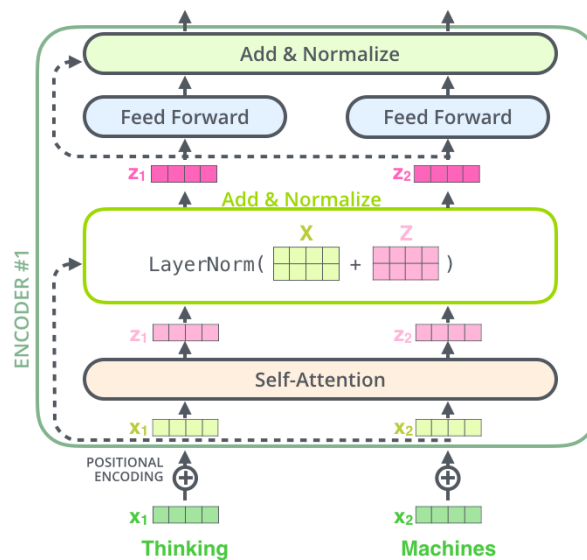 Add & Normalize
Feed Forward Feed Forward
z1 z2
Add & Normalize
X Z
LayerNorm( + )
ENCODER #1
z1 z2
Self-Attention
x1 x2
POSITIONAL
ENCODING
x1 x2
Thinking Machines